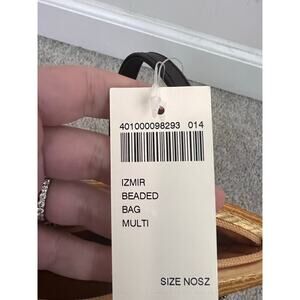 401000098293 014
IZMIR
BEADED
BAG
MULTI
SIZE NOSZ